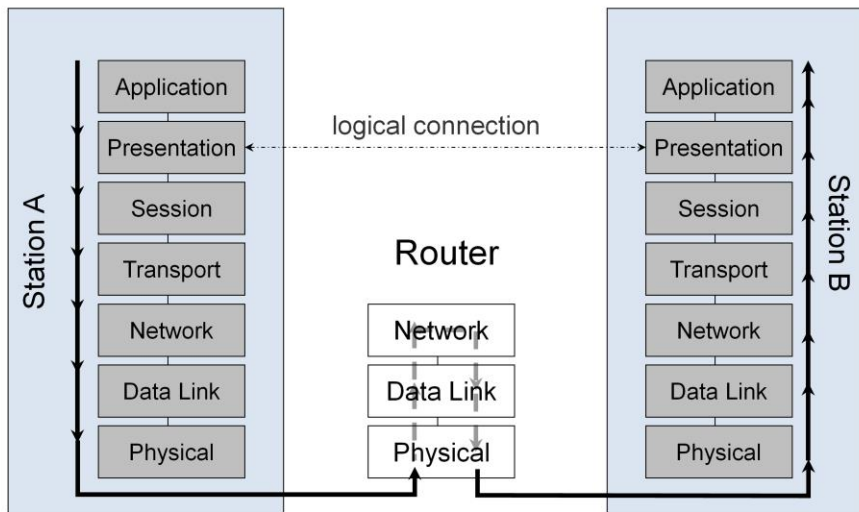 Station A
Application
Presentation
Session
Transport
Network
Data Link
Physical
logical connection
Router
Network
Data Link
Physical
Application
Presentation
Session
Transport
Network
Data Link
Physical
Station B